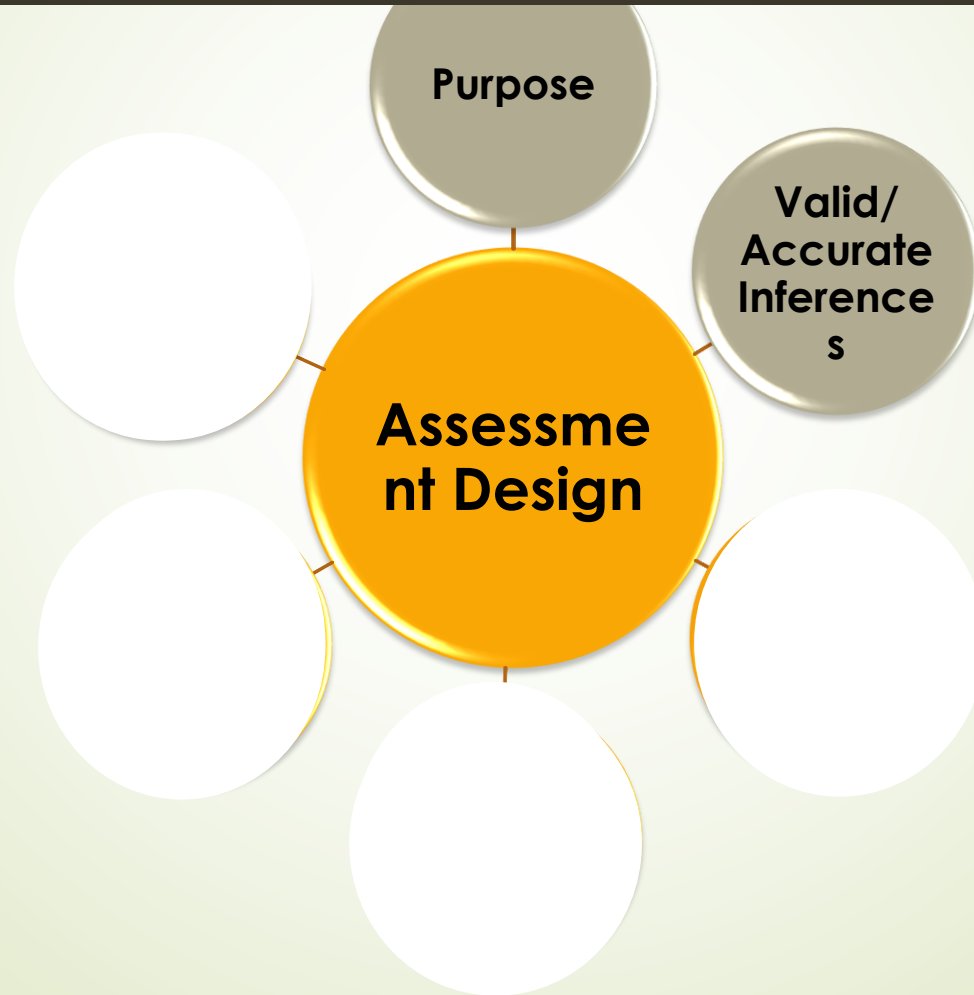 Purpose
Valid/
Accurate
Inference
s
Assessme
nt Design